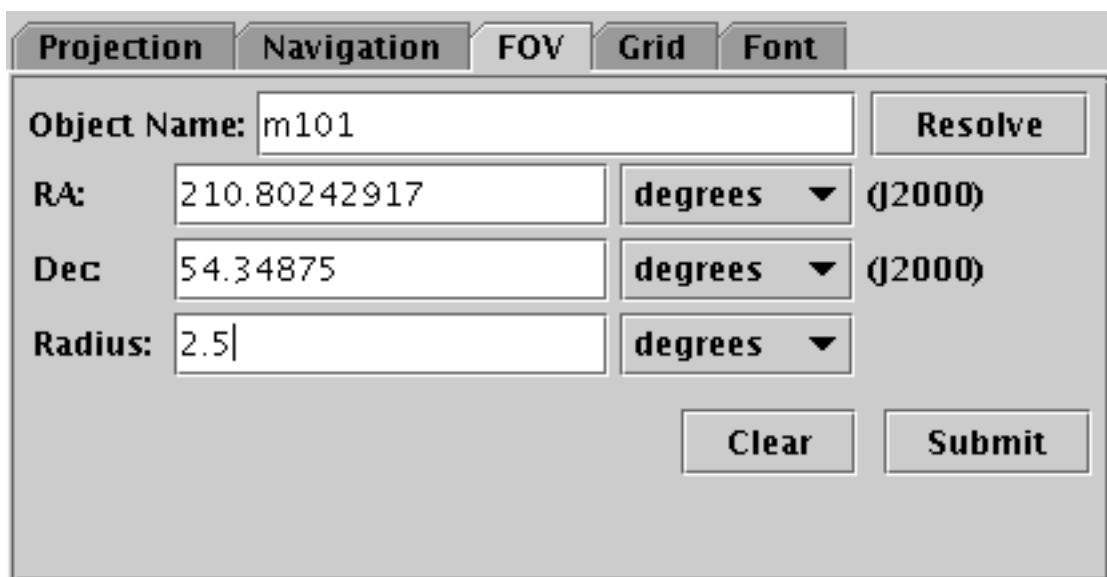 Projection Navigation FOV Grid Font
Object Name: m101 Resolve
RA: 210.80242917 degrees (J2000)
Dec: 54.34875 degrees (J2000)
Radius: 2.5 degrees
Clear Submit